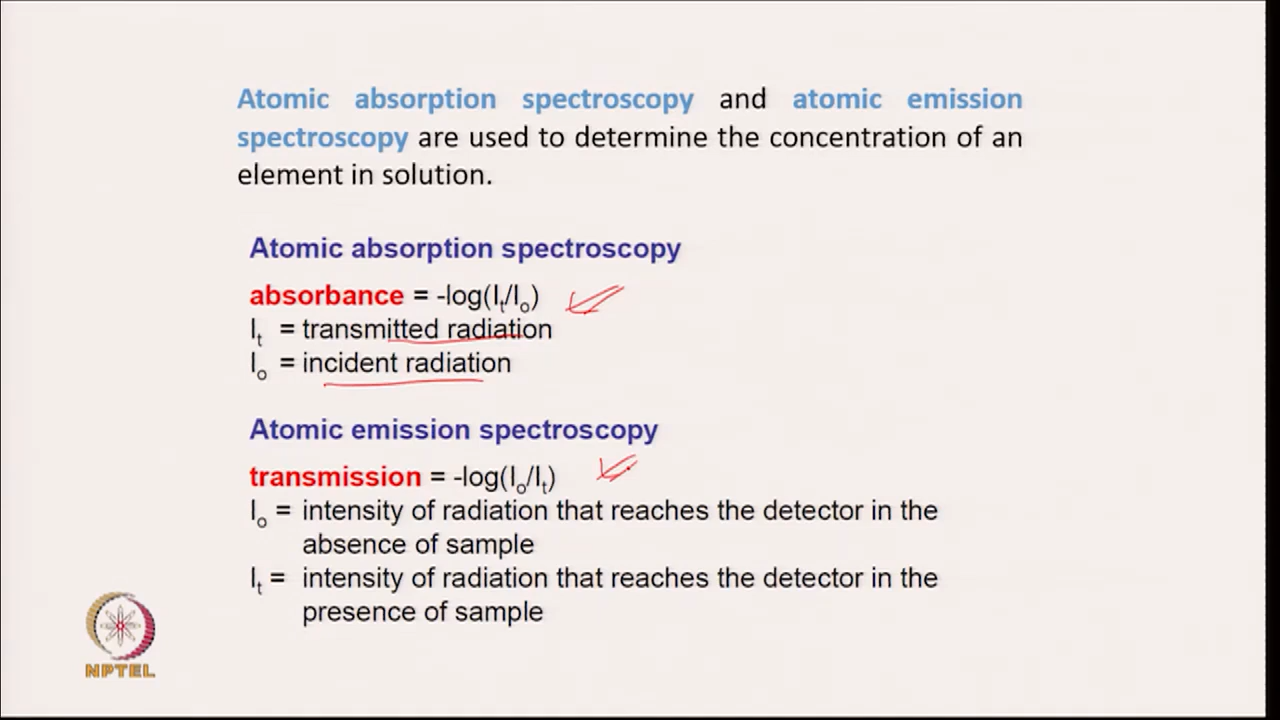 Atomic absorption spectroscopy and atomic emission
spectroscopy are used to determine the concentration of an
element in solution.
Atomic absorption spectroscopy
absorbance = -log(It/Io)
It = transmitted radiation
Io = incident radiation
Atomic emission spectroscopy
transmission = -log(Io/It)
Io = intensity of radiation that reaches the detector in the
absence of sample
It = intensity of radiation that reaches the detector in the
presence of sample
NPTEL